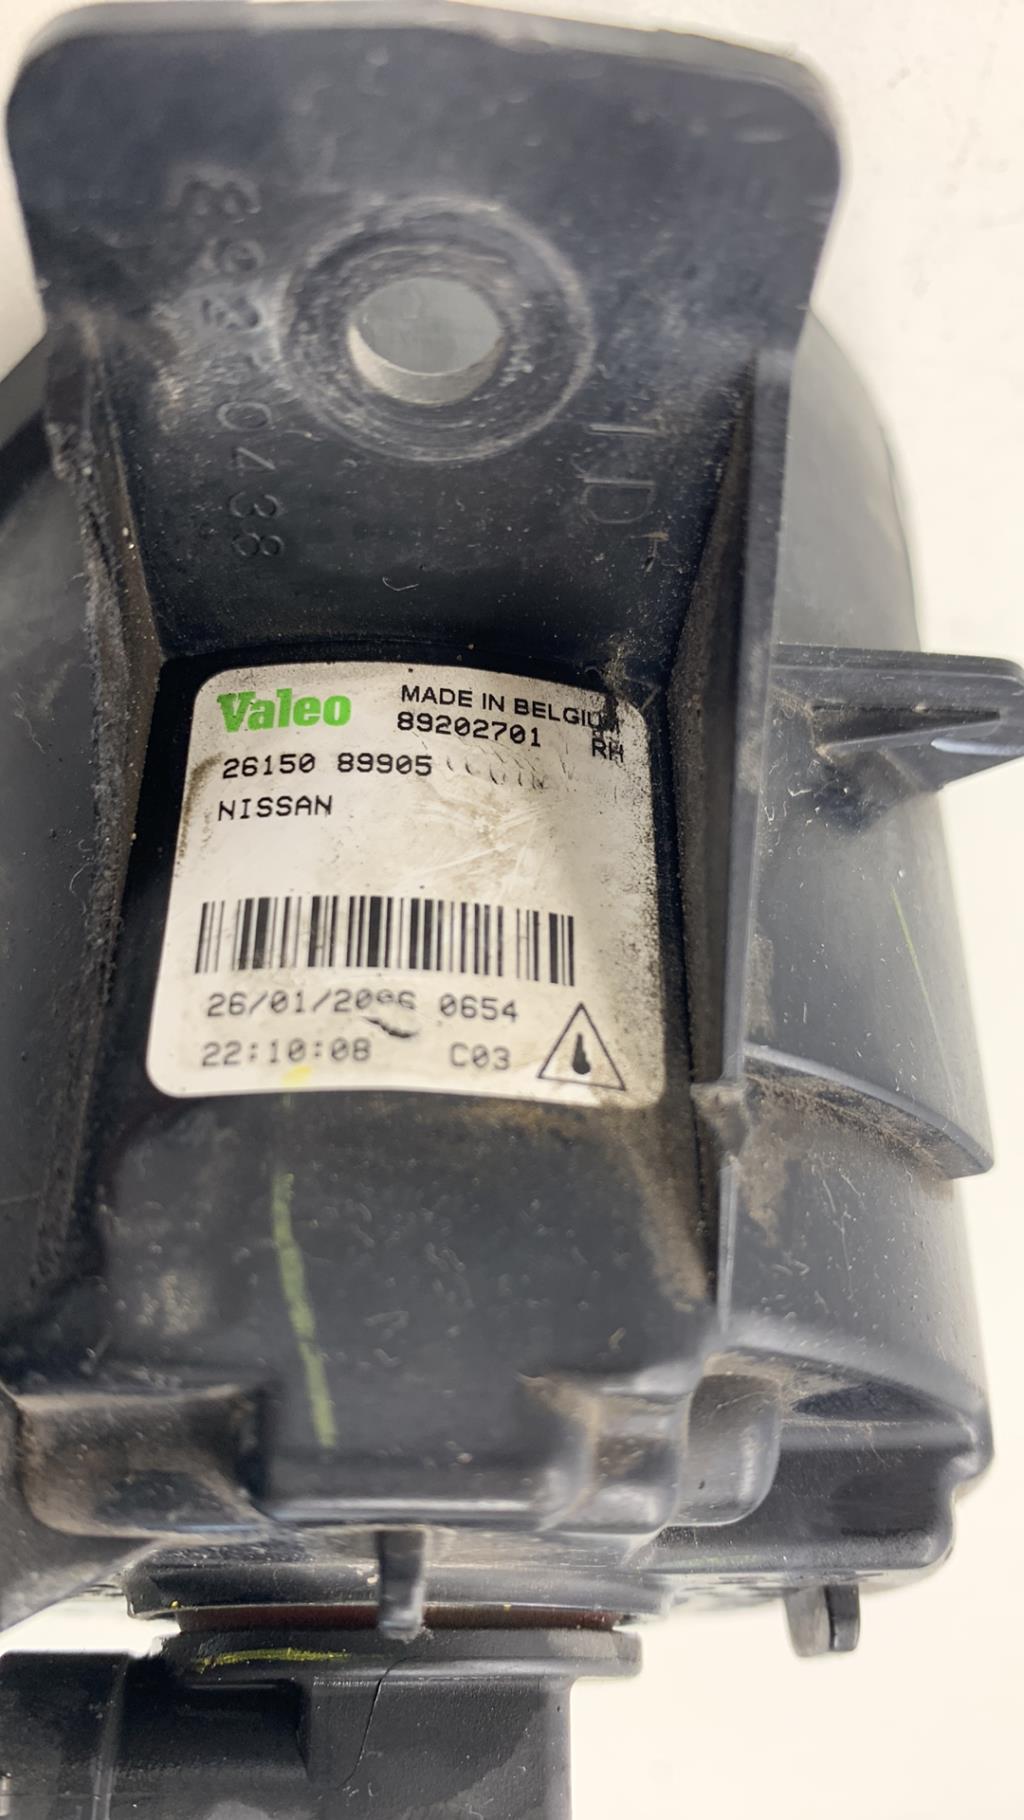 Valeo MADE IN BELGIUM
89202701 RH
26150 89905
NISSAN
0654
22:10:08 C03